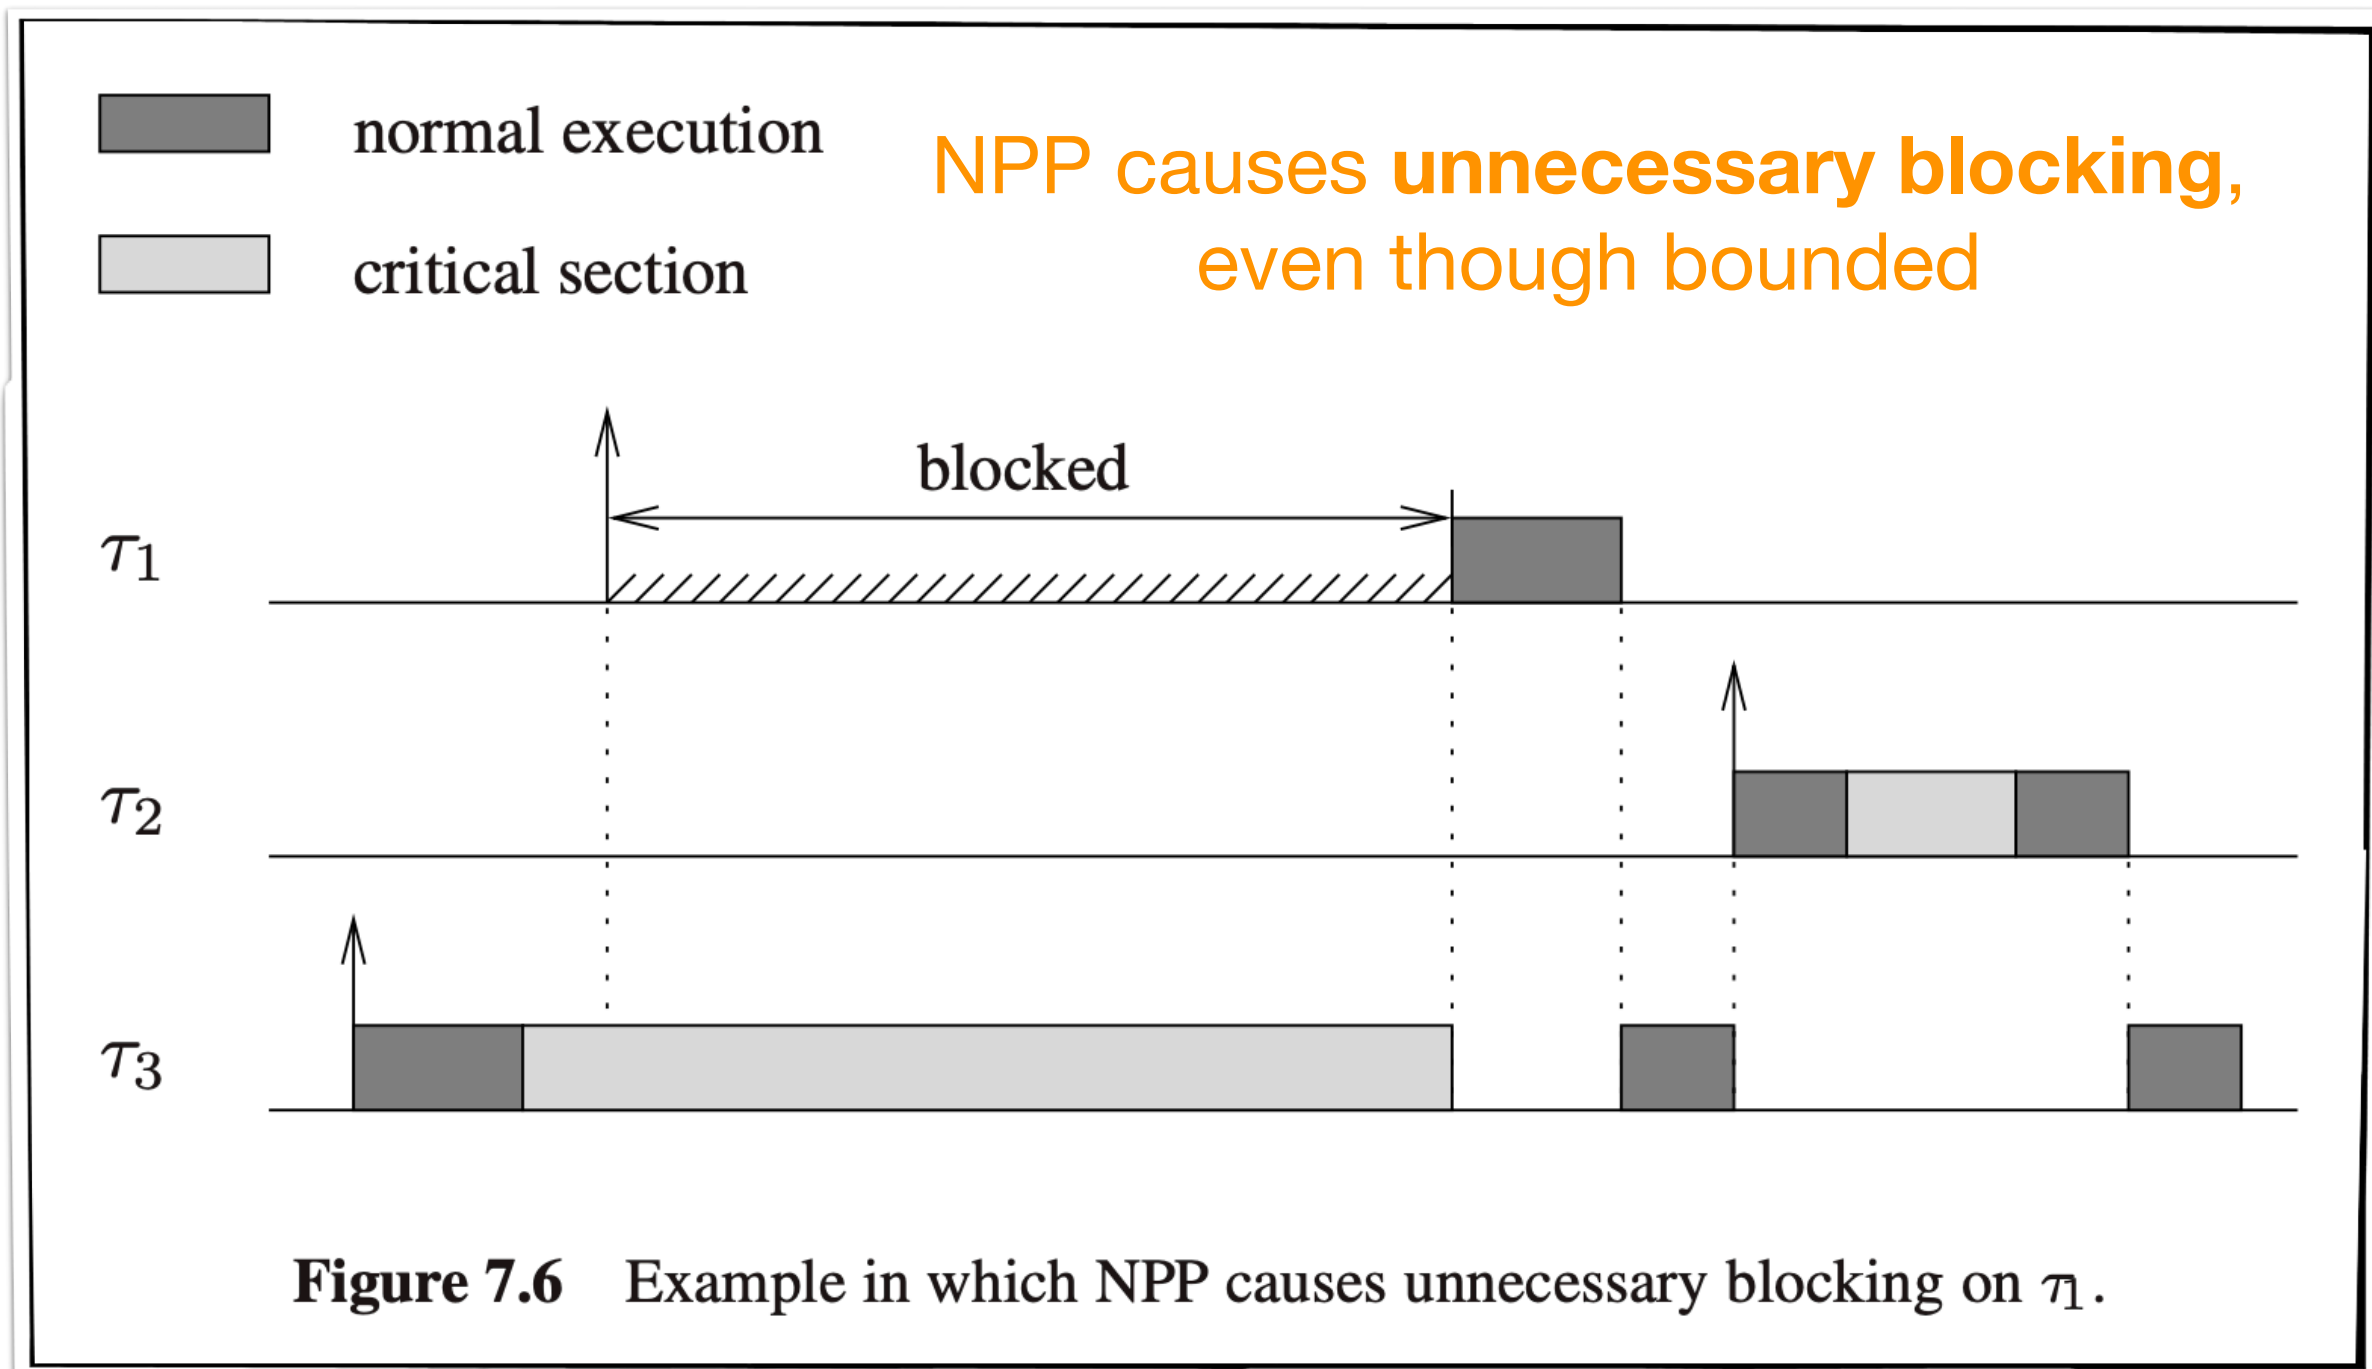 normal execution
NPP causes unnecessary blocking,
critical section
even though bounded
blocked
τ1
τ2
τ3
Figure 7.6 Example in which NPP causes unnecessary blocking on τ1.